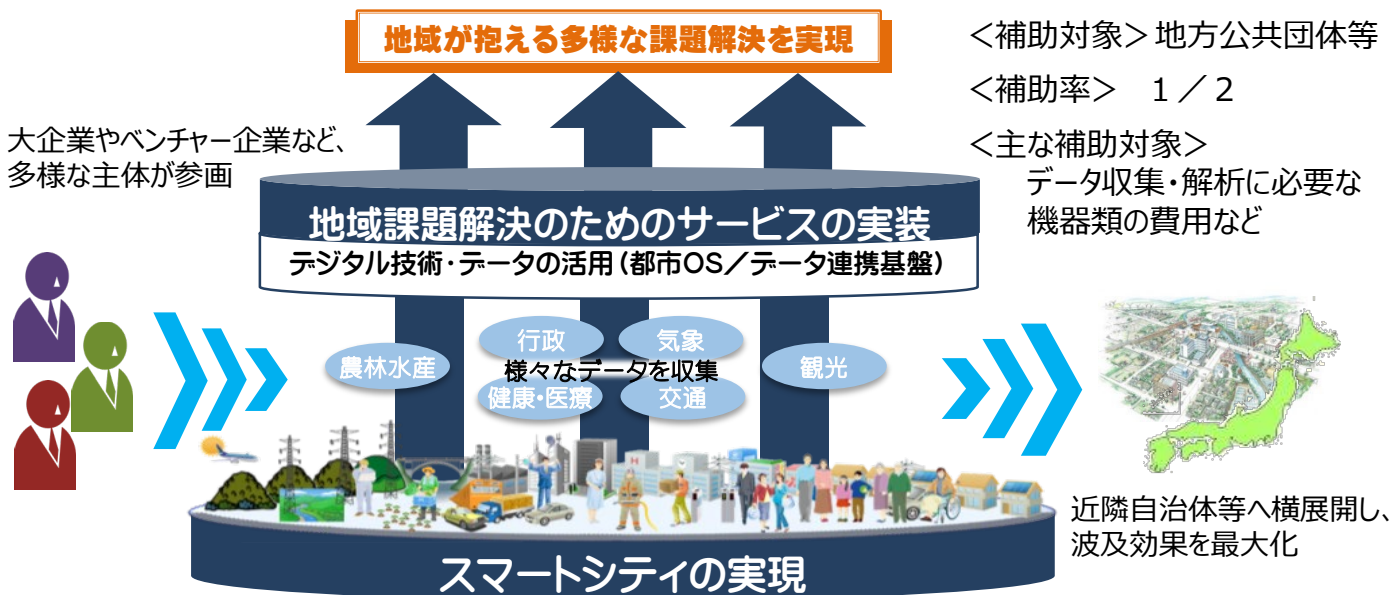 地域が抱える多様な課題解決を実現
大企業やベンチャー企業など、
多様な主体が参画
<補助対象> 地方公共団体等
<補助率> 1/2
<主な補助対象>
データ収集・解析に必要な
機器類の費用など
地域課題解決のためのサービスの実装
デジタル技術・データの活用(都市OS/データ連携基盤)
農林水産
行政
気象
観光
様々なデータを収集
健康・医療
交通
近隣自治体等へ横展開し、
波及効果を最大化
スマートシティの実現